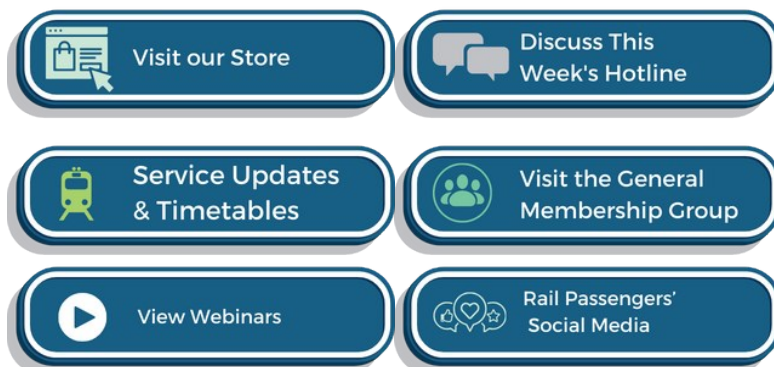 Visit our Store
Discuss This
Week's Hotline
Service Updates
& Timetables
Visit the General
Membership Group
View Webinars
Rail Passengers’
Social Media